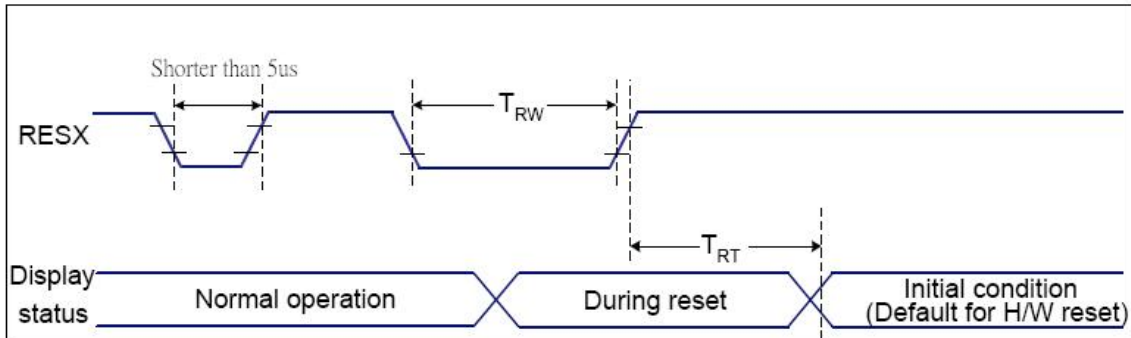 Shorter than 5us
TRW
RESX
TRT
Display
status
Normal operation
During reset
Initial condition
(Default for H/W reset)